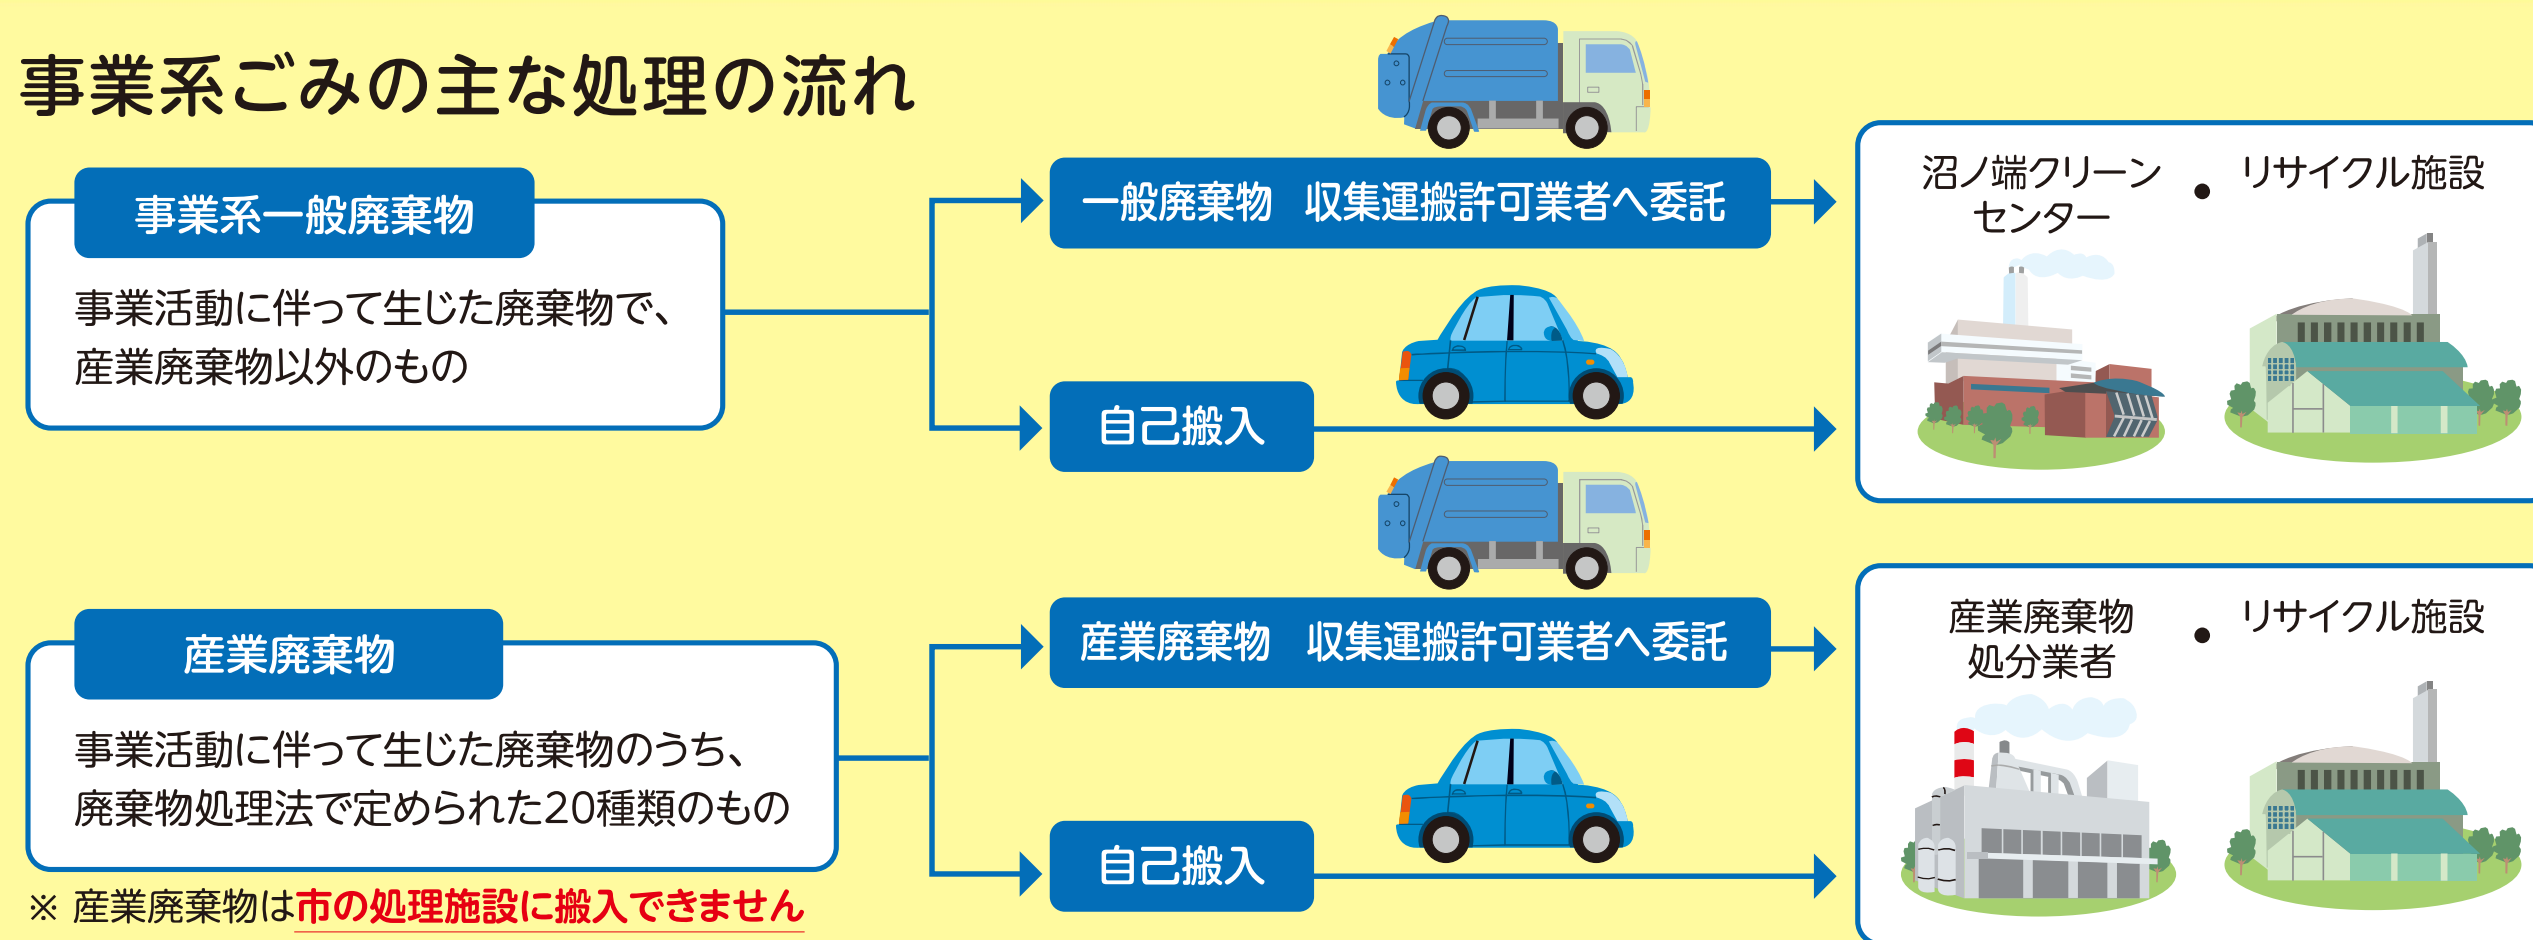 事業系ごみの主な処理の流れ
事業系一般廃棄物
事業活動に伴って生じた廃棄物で、
産業廃棄物以外のもの
一般廃棄物　収集運搬許可業者へ委託
自己搬入
沼ノ端クリーン
センター
・
リサイクル施設
産業廃棄物
事業活動に伴って生じた廃棄物のうち、
廃棄物処理法で定められた20種類のもの
※ 産業廃棄物は市の処理施設に搬入できません
産業廃棄物　収集運搬許可業者へ委託
自己搬入
産業廃棄物
処分業者
・
リサイクル施設